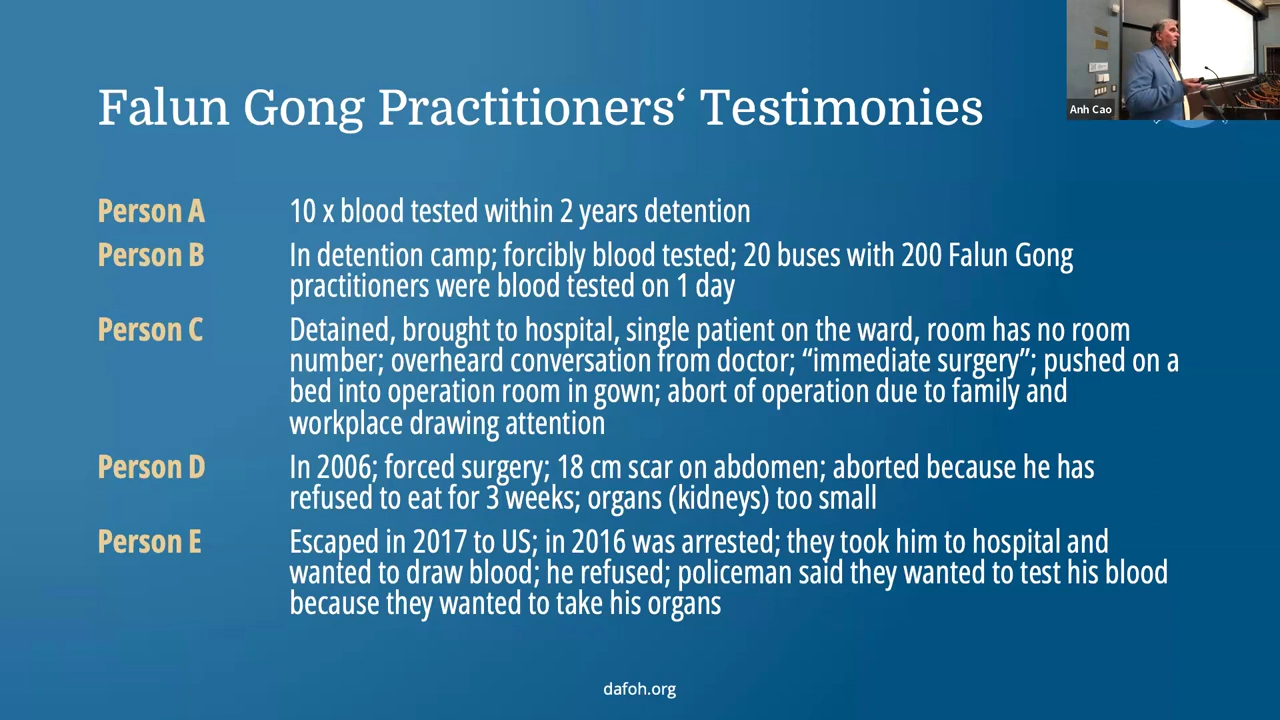 Falun Gong Practitioners‘ Testimonies
Anh Cao
Person A 10 x blood tested within 2 years detention
Person B In detention camp; forcibly blood tested; 20 buses with 200 Falun Gong
practitioners were blood tested on 1 day
Person C Detained, brought to hospital, single patient on the ward, room has no room
number; overheard conversation from doctor; “immediate surgery”; pushed on a
bed into operation room in gown; abort of operation due to family and
workplace drawing attention
Person D In 2006; forced surgery; 18 cm scar on abdomen; aborted because he has
refused to eat for 3 weeks; organs (kidneys) too small
Person E Escaped in 2017 to US; in 2016 was arrested; they took him to hospital and
wanted to draw blood; he refused; policeman said they wanted to test his blood
because they wanted to take his organs
dafoh.org